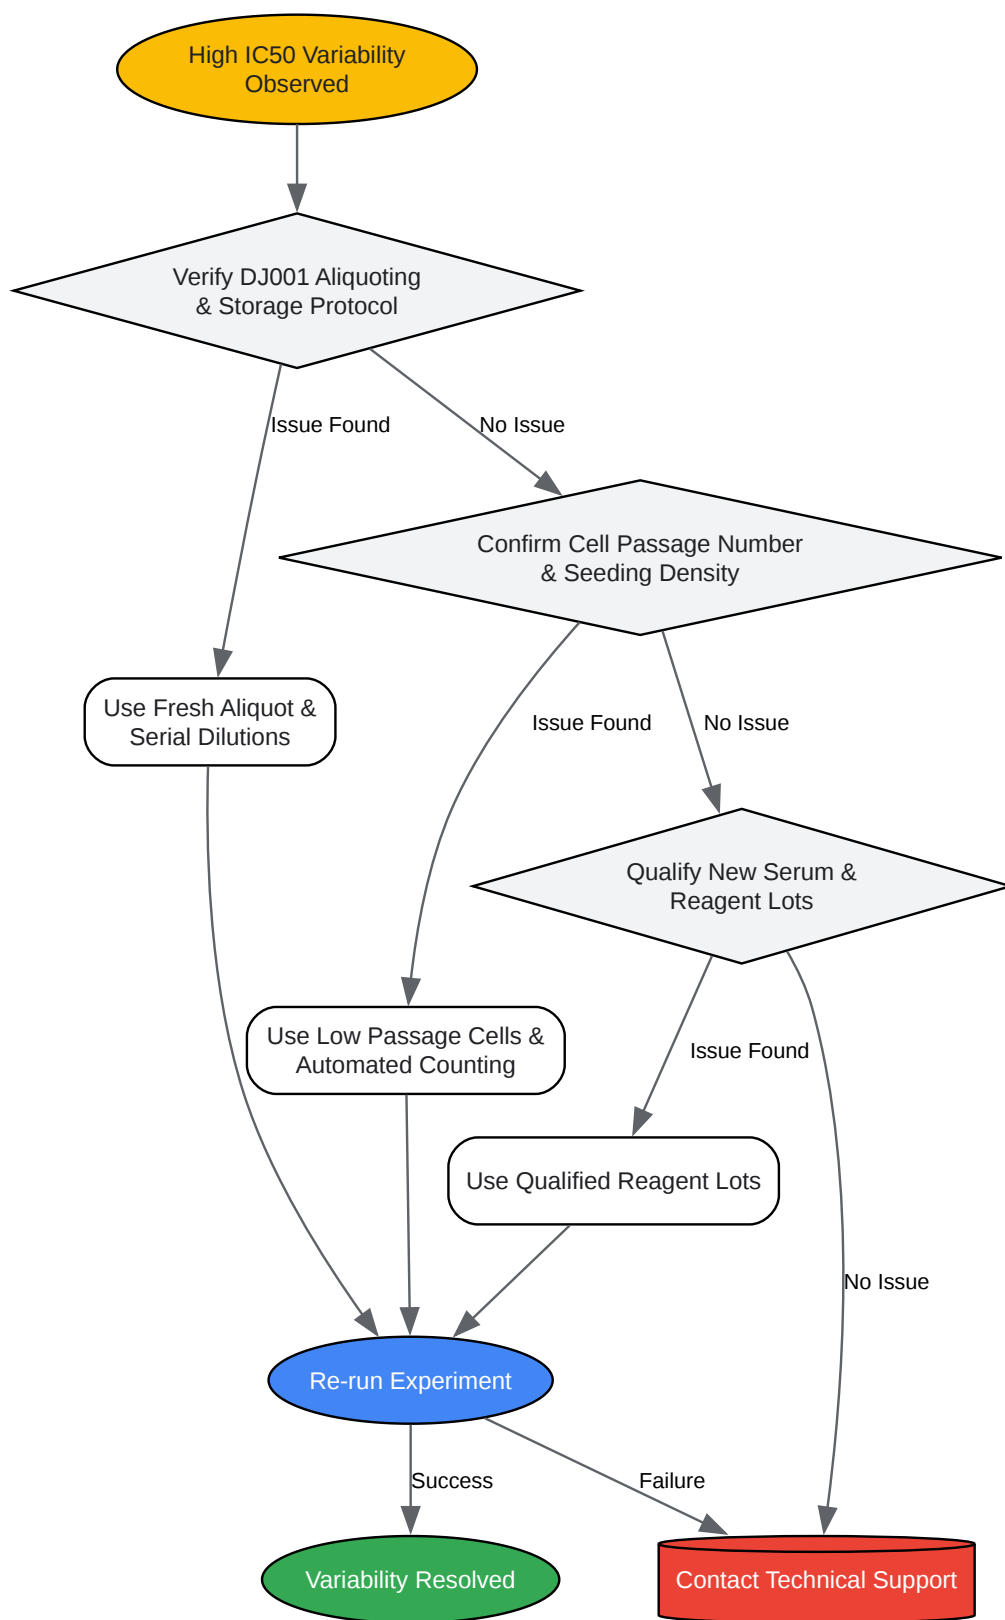 High IC50 Variability
Observed
Verify DJ001 Aliquoting
& Storage Protocol
Issue Found
No Issue
Confirm Cell Passage Number
& Seeding Density
Use Fresh Aliquot &
Serial Dilutions
Issue Found
No Issue
Qualify New Serum &
Reagent Lots
Use Low Passage Cells &
Automated Counting
Issue Found
Use Qualified Reagent Lots
No Issue
Re-run Experiment
Success
Failure
Variability Resolved
Contact Technical Support